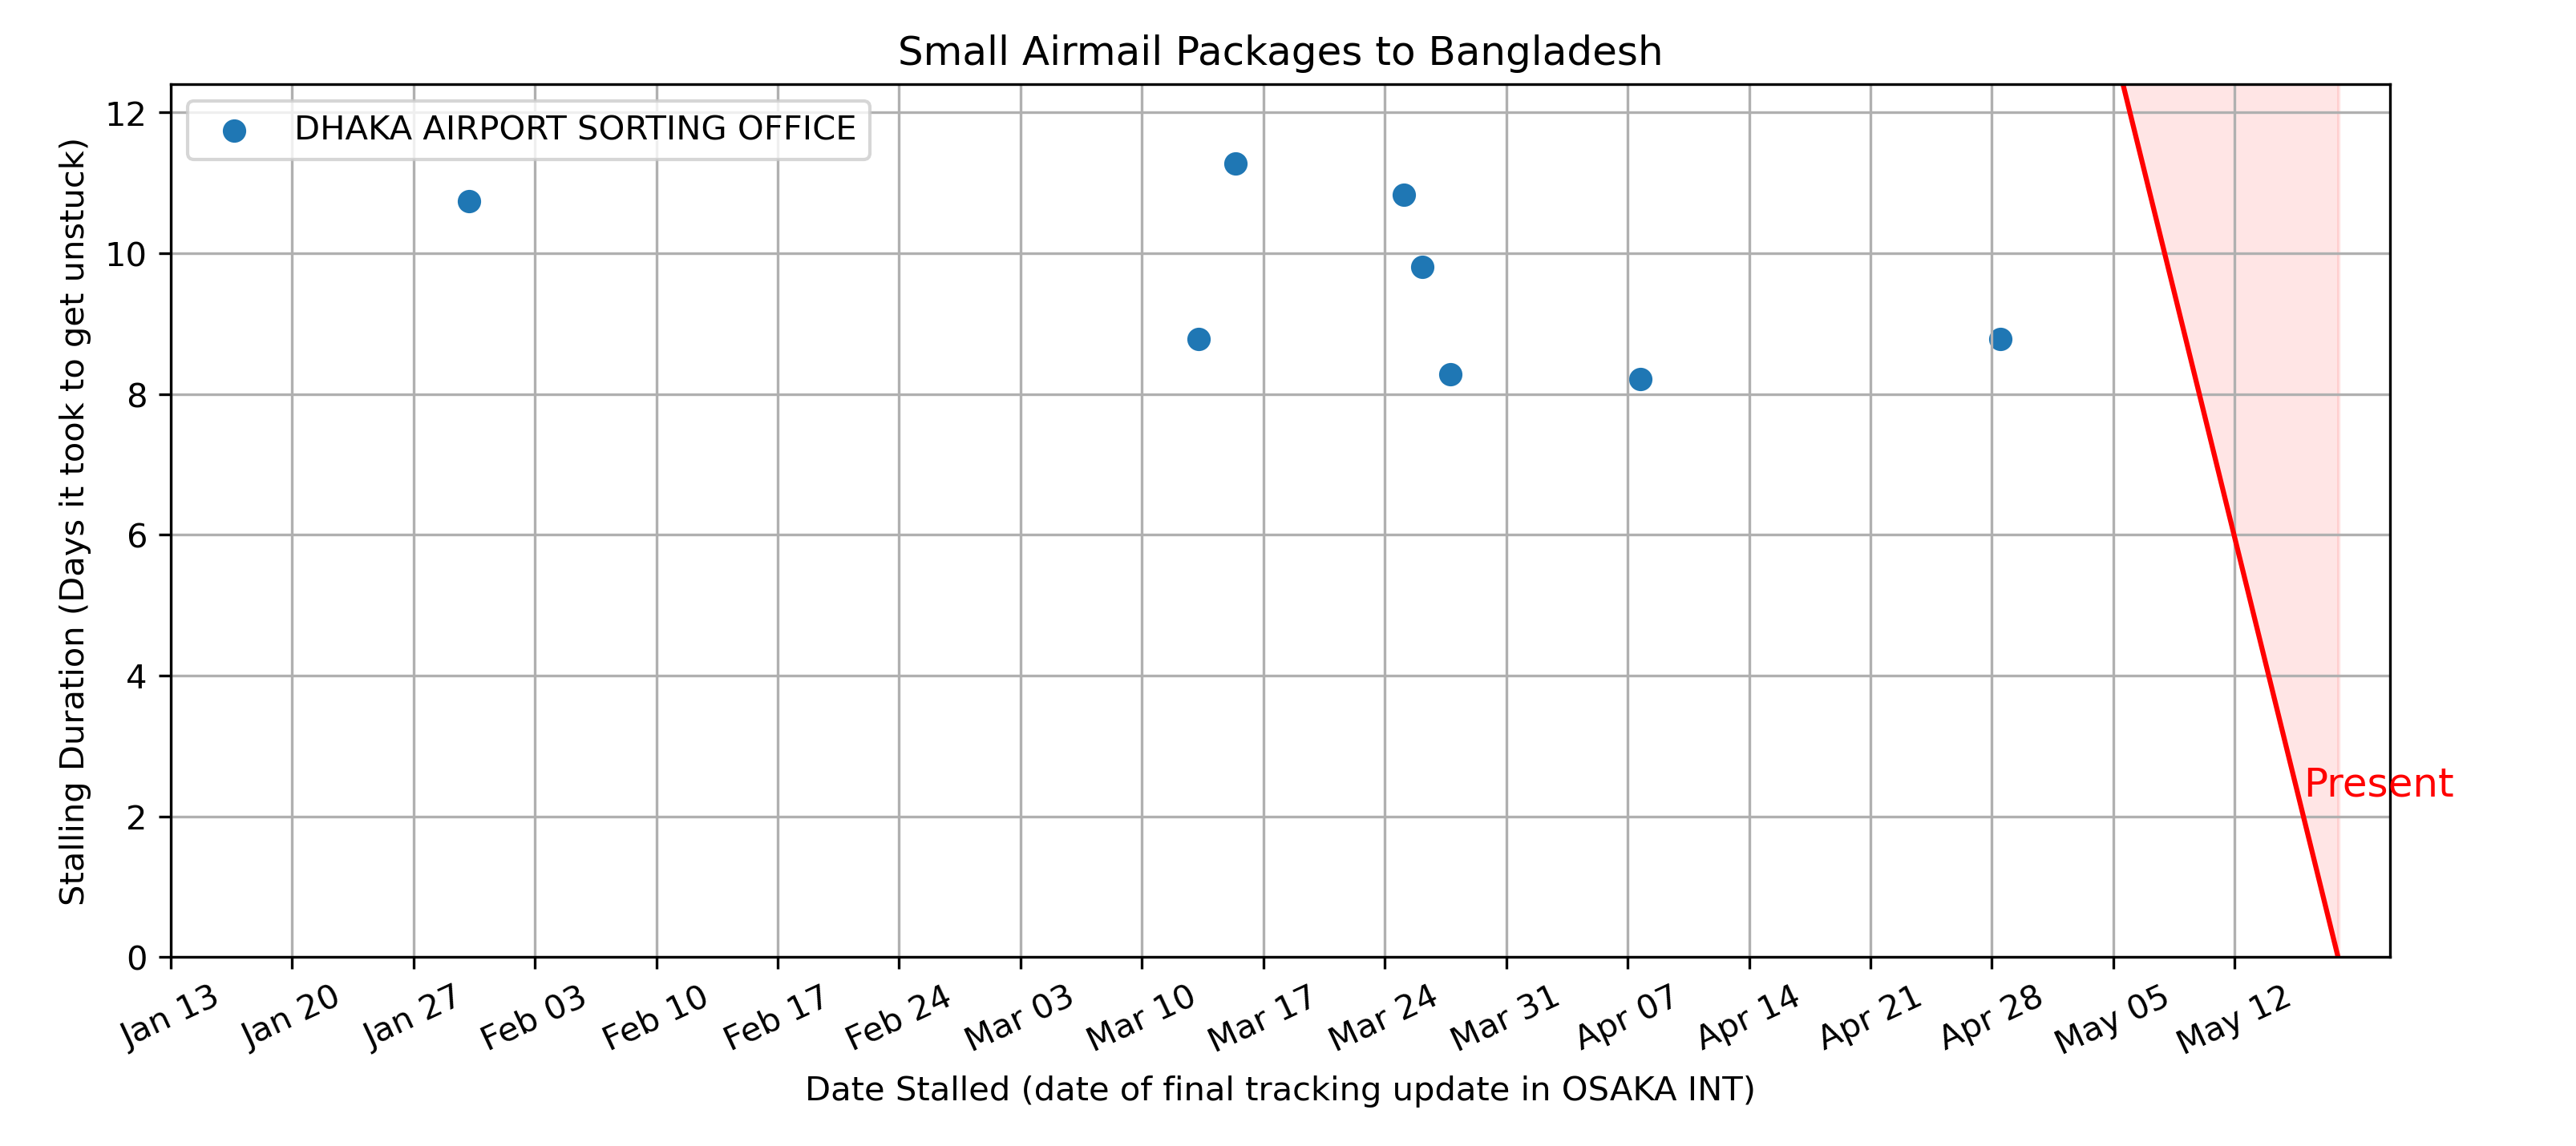 Small Airmail Packages to Bangladesh
DHAKA AIRPORT SORTING OFFICE
Stalling Duration (Days it took to get unstuck)
12
10
8
6
4
2
0
Present
Jan 13
Jan 20
Jan 27
Feb 03
Feb 10
Feb 17
Feb 24
Mar 03
Mar 10
Mar 17
Mar 24
Mar 31
Apr 07
Apr 14
Apr 21
Apr 28
May 05
May 12
Date Stalled (date of final tracking update in OSAKA INT)